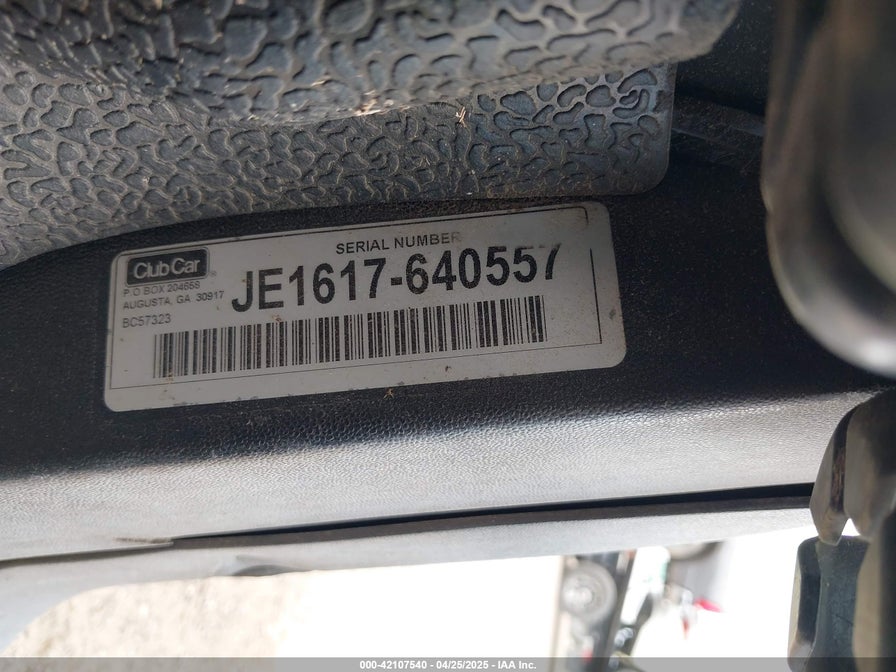 SERIAL NUMBER
Club Car®
P.O BOX 204658
AUGUSTA, GA 30917
JE1617-640557
BC57323
000-42107540 - 04/25/2025 - IAA Inc.